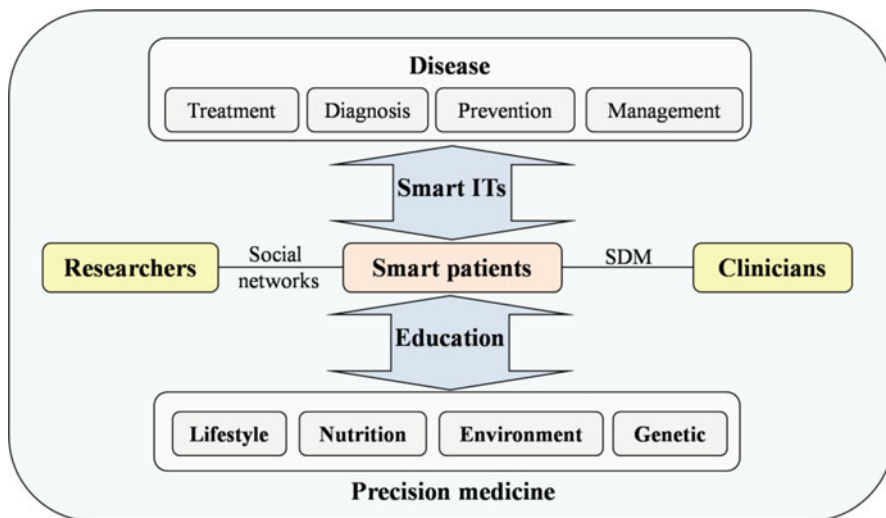 Disease
Treatment
Diagnosis
Prevention
Management
Smart ITs
Researchers
Social
networks
Smart patients
SDM
Clinicians
Education
Lifestyle
Nutrition
Environment
Genetic
Precision medicine